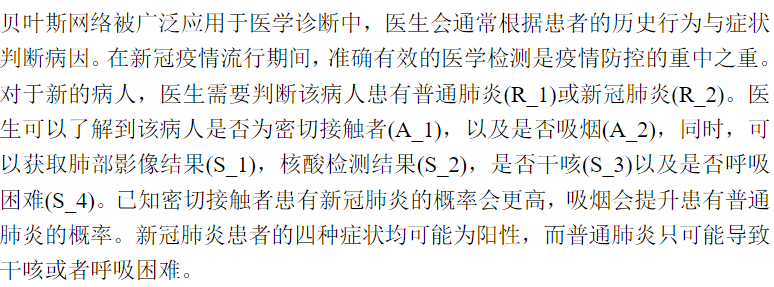 贝叶斯网络被广泛应用于医学诊断中，医生会通常根据患者的历史行为与症状
判断病因。在新冠疫情流行期间，准确有效的医学检测是疫情防控的重中之重。
对于新的病人，医生需要判断该病人患有普通肺炎(R_1)或新冠肺炎(R_2)。医
生可以了解到该病人是否为密切接触者(A_1)，以及是否吸烟(A_2)，同时，可
以获取肺部影像结果(S_1)，核酸检测结果(S_2)，是否干咳(S_3)以及是否呼吸
困难(S_4)。已知密切接触者患有新冠肺炎的概率会更高，吸烟会提升患有普通
肺炎的概率。新冠肺炎患者的四种症状均可能为阳性，而普通肺炎只可能导致
干咳或者呼吸困难。